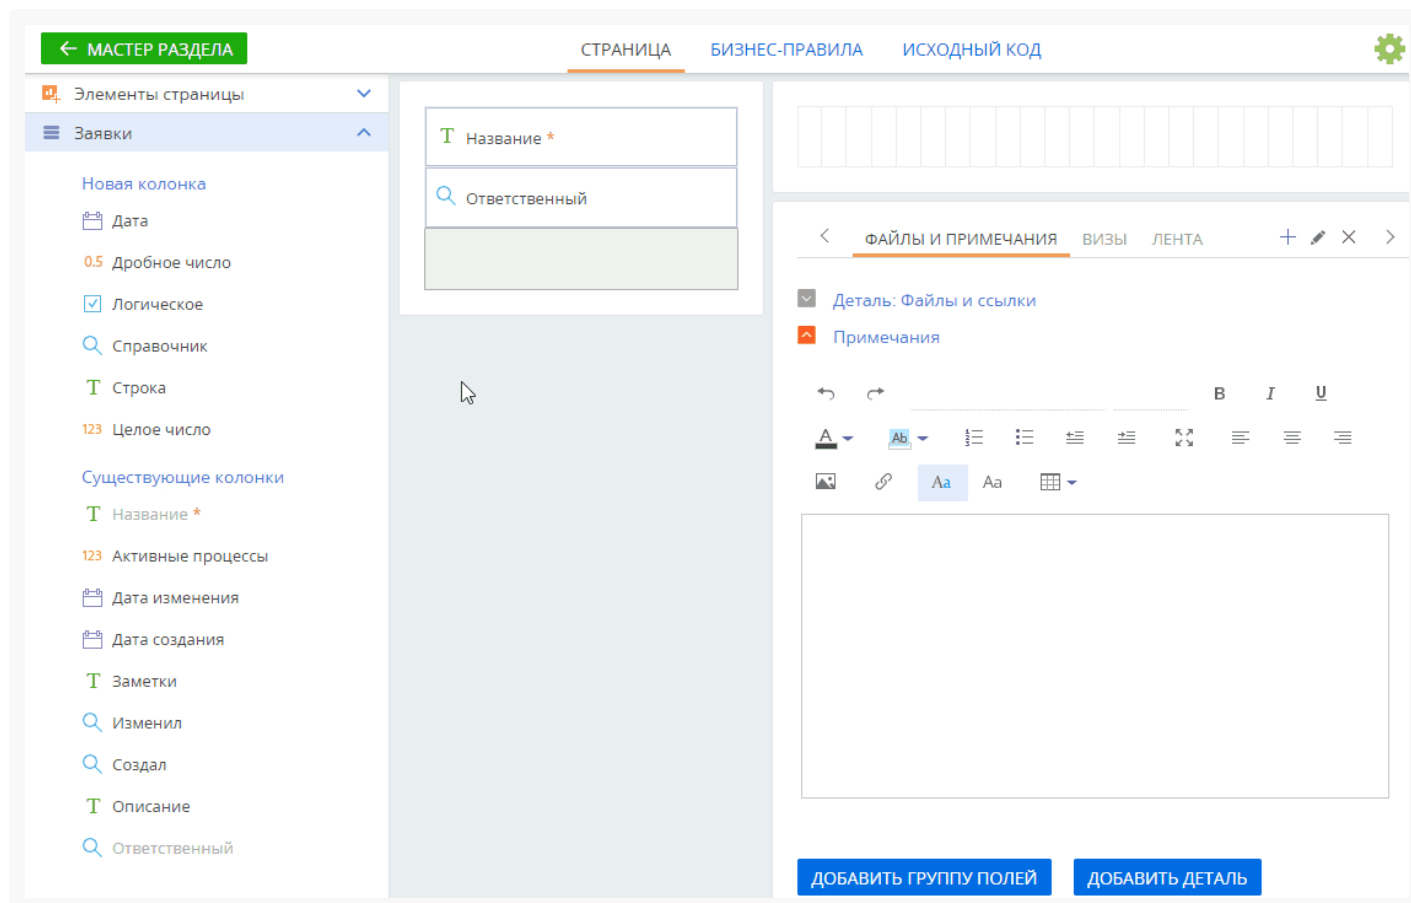 ← МАСТЕР РАЗДЕЛА
СТРАНИЦА БИЗНЕС-ПРАВИЛА ИСХОДНЫЙ КОД
Элементы страницы
Заявки
Новая колонка
Дата
0.5 Дробное число
Логическое
Справочник
T Строка
123 Целое число
Существующие колонки
T Название *
123 Активные процессы
Дата изменения
Дата создания
T Заметки
Изменил
Создал
T Описание
Ответственный
T Название *
Ответственный
ФАЙЛЫ И ПРИМЕЧАНИЯ ВИЗЫ ЛЕНТА
Деталь: Файлы и ссылки
Примечания
B I U
A Ab
Aa Aa
ДОБАВИТЬ ГРУППУ ПОЛЕЙ ДОБАВИТЬ ДЕТАЛЬ